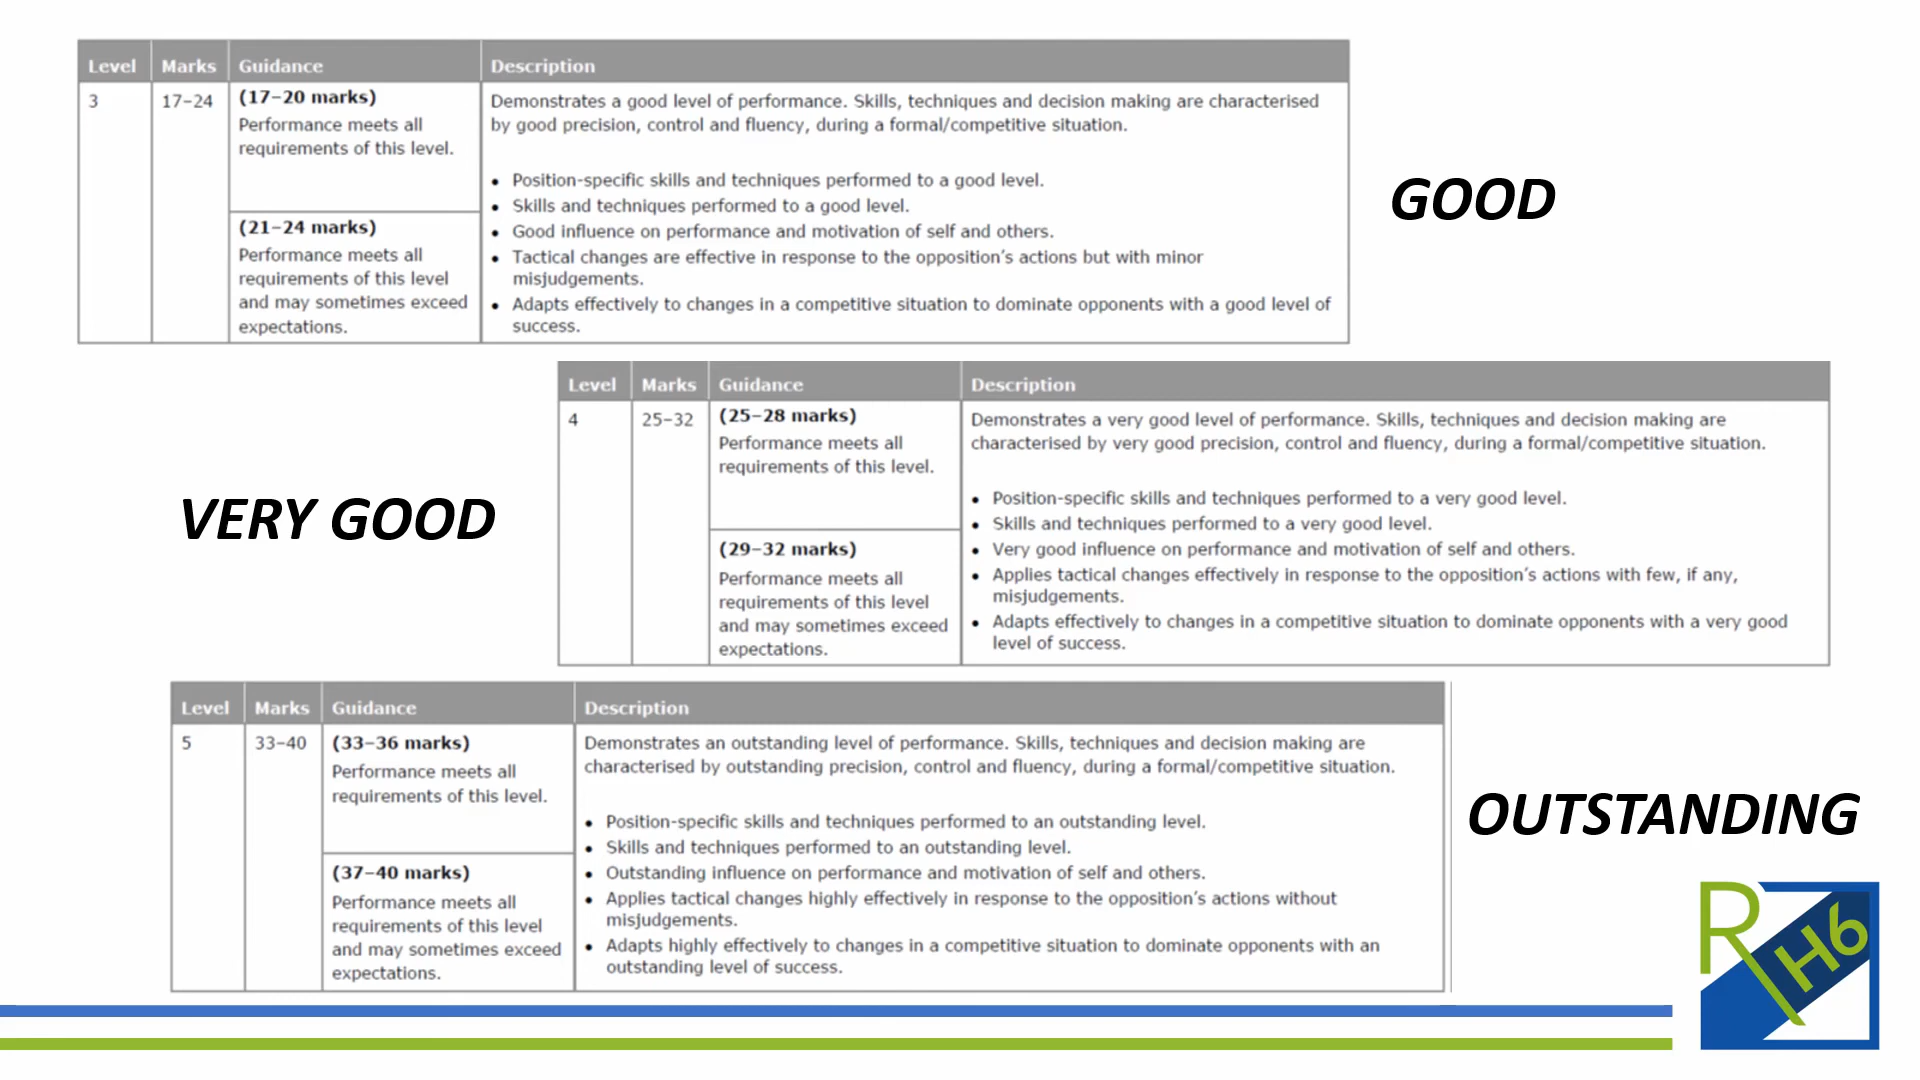 Level Marks Guidance Description
3 17–24
(17–20 marks)
Performance meets all
requirements of this level.
(21–24 marks)
Performance meets all
requirements of this level
and may sometimes exceed
expectations.
Demonstrates a good level of performance. Skills, techniques and decision making are characterised
by good precision, control and fluency, during a formal/competitive situation.
• Position-specific skills and techniques performed to a good level.
• Skills and techniques performed to a good level.
• Good influence on performance and motivation of self and others.
• Tactical changes are effective in response to the opposition's actions but with minor
misjudgements.
• Adapts effectively to changes in a competitive situation to dominate opponents with a good level of
success.
GOOD
VERY GOOD
Level Marks Guidance Description
4 25–32
(25–28 marks)
Performance meets all
requirements of this level.
(29–32 marks)
Performance meets all
requirements of this level
and may sometimes exceed
expectations.
Demonstrates a very good level of performance. Skills, techniques and decision making are
characterised by very good precision, control and fluency, during a formal/competitive situation.
• Position-specific skills and techniques performed to a very good level.
• Skills and techniques performed to a very good level.
• Very good influence on performance and motivation of self and others.
• Applies tactical changes effectively in response to the opposition's actions with few, if any,
misjudgements.
• Adapts effectively to changes in a competitive situation to dominate opponents with a very good
level of success.
Level Marks Guidance Description
5 33–40
(33–36 marks)
Performance meets all
requirements of this level.
(37–40 marks)
Performance meets all
requirements of this level
and may sometimes exceed
expectations.
Demonstrates an outstanding level of performance. Skills, techniques and decision making are
characterised by outstanding precision, control and fluency, during a formal/competitive situation.
• Position-specific skills and techniques performed to an outstanding level.
• Skills and techniques performed to an outstanding level.
• Outstanding influence on performance and motivation of self and others.
• Applies tactical changes highly effectively in response to the opposition's actions without
misjudgements.
• Adapts highly effectively to changes in a competitive situation to dominate opponents with an
outstanding level of success.
OUTSTANDING
R H6